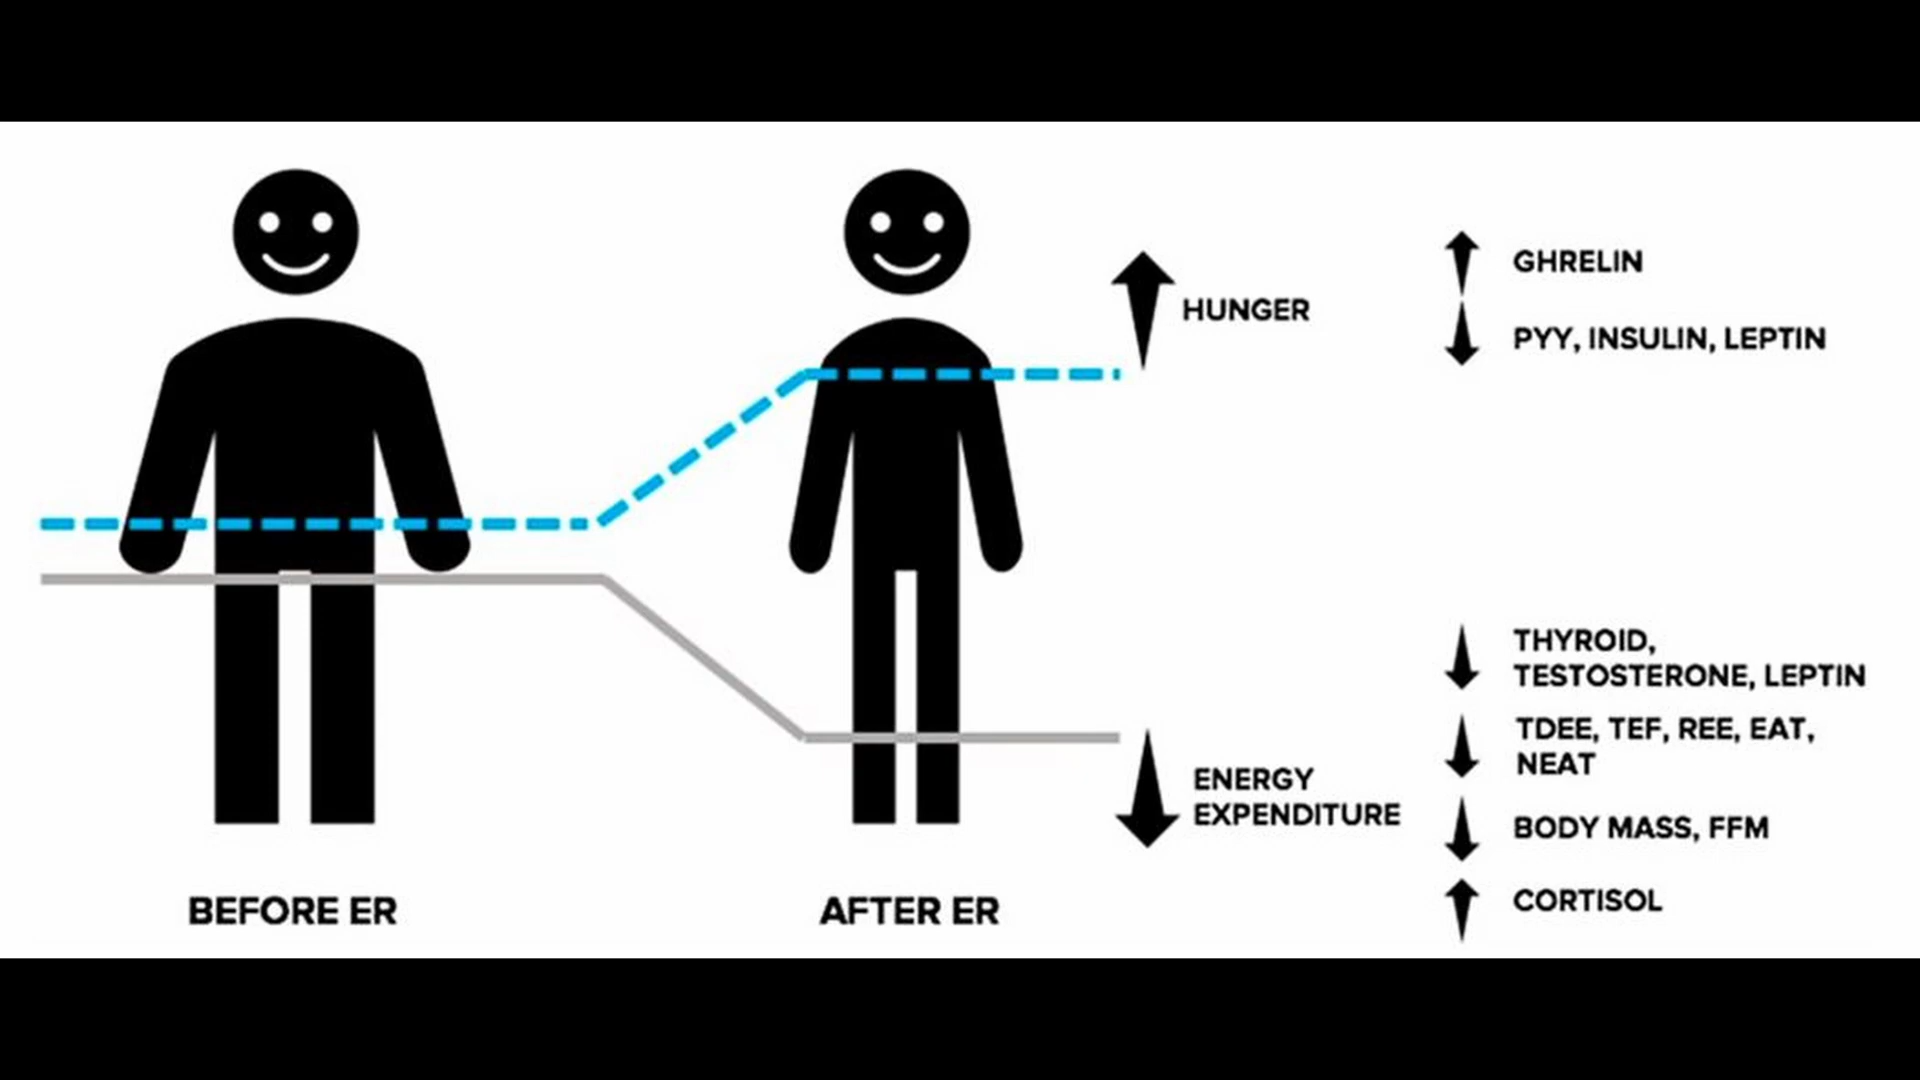 HUNGER
GHRELIN
PYY, INSULIN, LEPTIN
ENERGY
EXPENDITURE
THYROID,
TESTOSTERONE, LEPTIN
TDEE, TEF, REE, EAT,
NEAT
BODY MASS, FFM
CORTISOL
BEFORE ER
AFTER ER